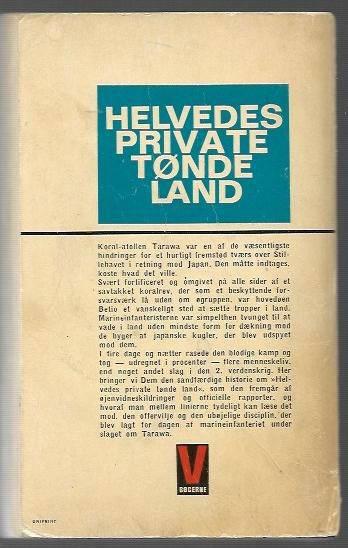 HELVEDES
PRIVATE
TØNDE
LAND
Koral-atollen Tarawa var en af de væsentligste
hindringer for et hurtigt fremstød tværs over Stil-
lehavet i retning mod Japan. Den måtte indtages,
koste hvad det ville.
Svært fortificeret og omgivet på alle sider af et
savtakket koralrev, der som et beskyttende for-
svarsværk lå uden om øgruppen, var hovedøen
Betio et vanskeligt sted at sætte tropper i land.
Marineinfanteristerne var simpelthen tvunget til at
vade i land uden mindste form for dækning mod
de byger af japanske kugler, der blev udspyet
mod dem.
I fire dage og nætter rasede den blodige kamp og
tog — udregnet i procenter — flere menneskeliv,
end noget andet slag i den 2. verdenskrig. Her
bringer vi Dem den sandfærdige historie om »Hel-
vedes private tønde land«, som den fremgår af
øjenvidneskildringer og officielle rapporter, og
hvoraf man mellem linierne tydeligt kan læse det
mod, den offervilje og den ubøjelige disciplin, der
blev lagt for dagen af marineinfanteriet under
slaget om Tarawa.
V
BØGERNE
UNIPRINT